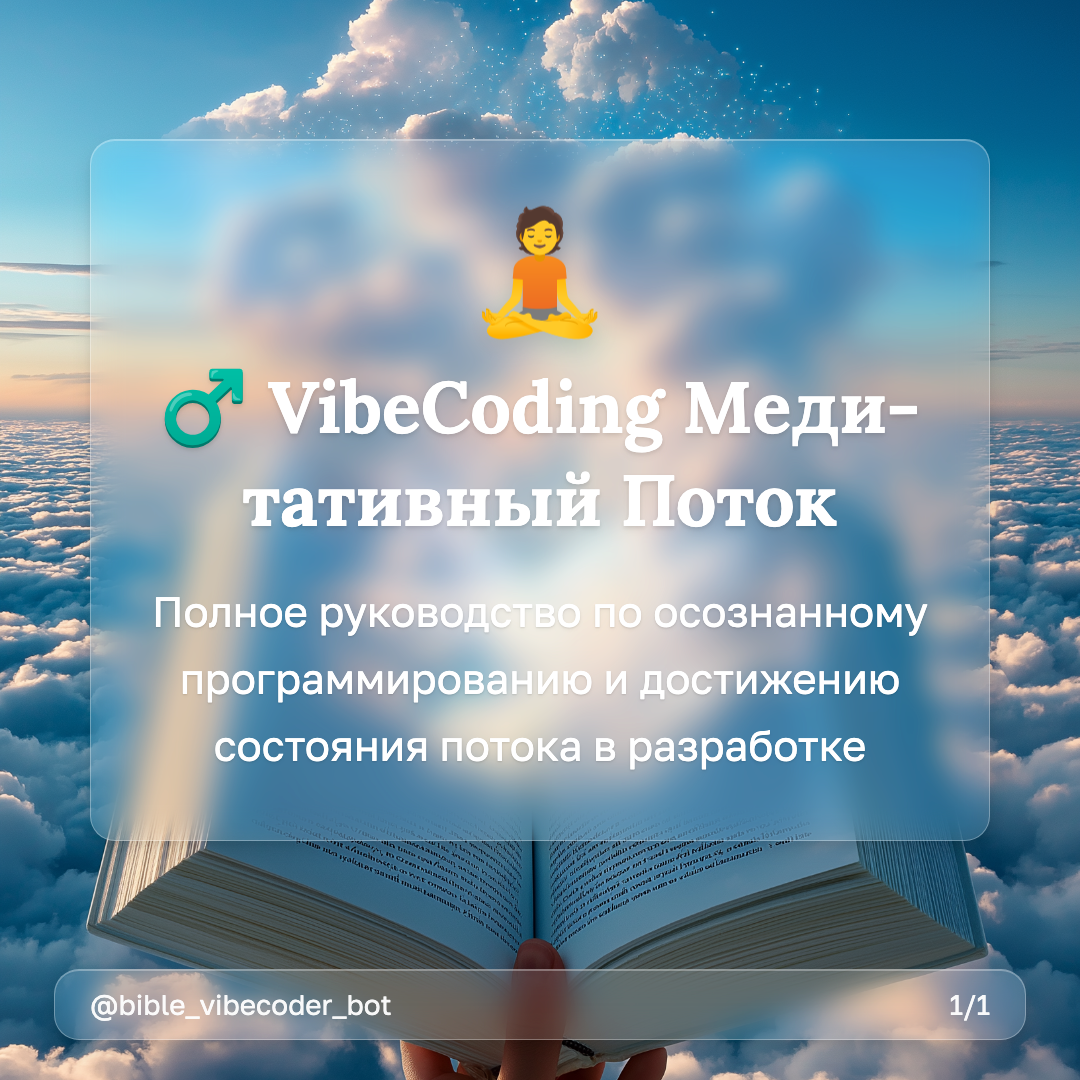 ♂ VibeCoding Меди-
тативный Поток
Полное руководство по осознанному
программированию и достижению
состояния потока в разработке
@bible_vibecoder_bot
1/1